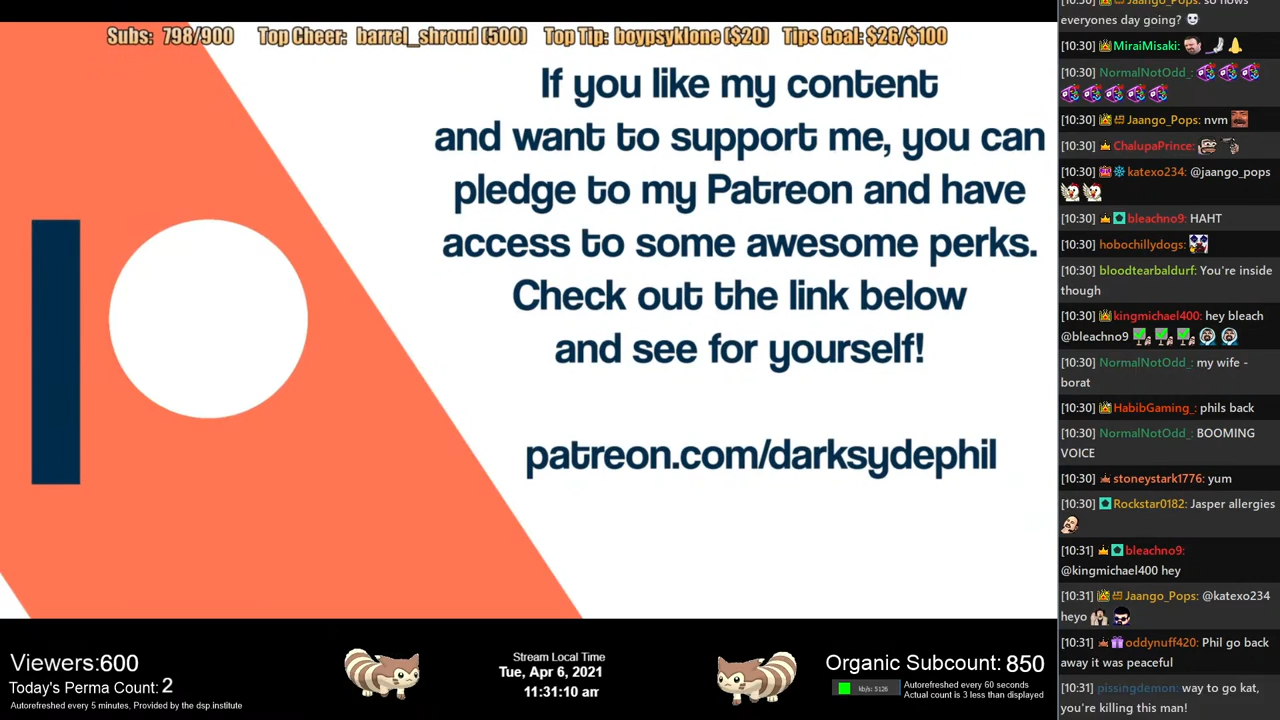 Subs: 798/900 Top Cheer: barrel_shroud (500) Top Tip: boypsyklone ($20) Tips Goal: $26/$100
If you like my content
and want to support me, you can
pledge to my Patreon and have
access to some awesome perks.
Check out the link below
and see for yourself!
patreon.com/darksydephil
Viewers:600
Today's Perma Count: 2
Autorefreshed every 5 minutes, Provided by the dsp.institute
Stream Local Time
Tue, Apr 6, 2021
11:31:10 am
Organic Subcount: 850
kb/s: 5126
Autorefreshed every 60 seconds
Actual count is 3 less than displayed
[10:30] Jaango_Pops: so hows
everyones day going?
[10:30] MiraiMisaki:
[10:30] NormalNotOdd_:
[10:30] Jaango_Pops: nvm
[10:30] ChalupaPrince:
[10:30] katexo234: @jaango_pops
[10:30] bleachno9: HAHT
[10:30] hobochillydogs:
[10:30] bloodtearbaldurf: You're inside
though
[10:30] kingmichael400: hey bleach
@bleachno9
[10:30] NormalNotOdd_: my wife -
borat
[10:30] HabibGaming_: phils back
[10:30] NormalNotOdd_: BOOMING
VOICE
[10:30] stoneystark1776: yum
[10:30] Rockstar0182: Jasper allergies
[10:31] bleachno9:
@kingmichael400 hey
[10:31] Jaango_Pops: @katexo234
heyo
[10:31] oddynuff420: Phil go back
away it was peaceful
[10:31] pissingdemon: way to go kat,
you're killing this man!